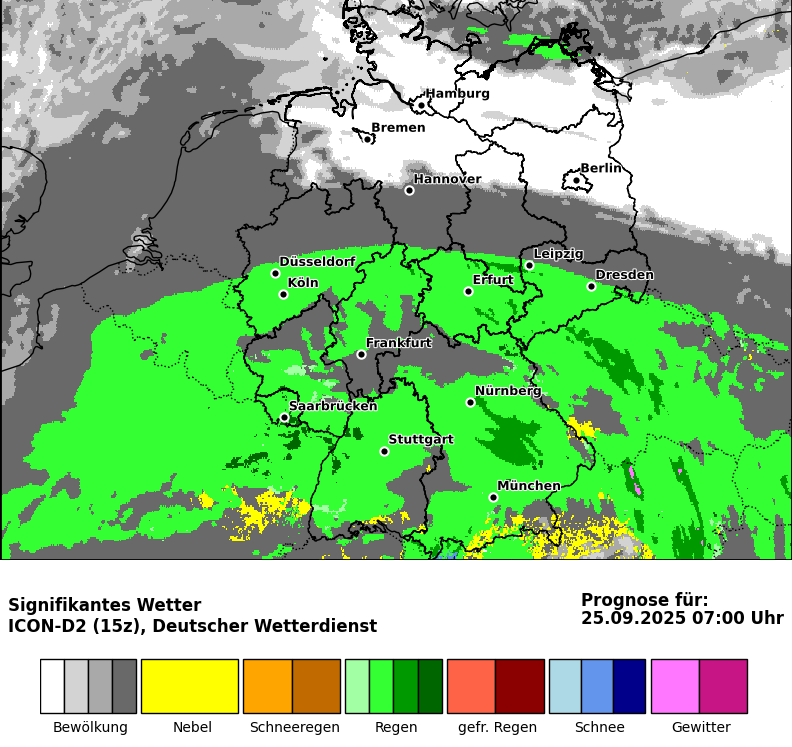 Hamburg
Bremen
Berlin
Hannover
Leipzig
Düsseldorf
Dresden
Köln
Erfurt
Frankfurt
Nürnberg
Saarbrücken
Stuttgart
München
Signifikantes Wetter
ICON-D2 (15z), Deutscher Wetterdienst
Prognose für:
25.09.2025 07:00 Uhr
Bewölkung
Nebel
Schneeregen
Regen
gefr. Regen
Schnee
Gewitter